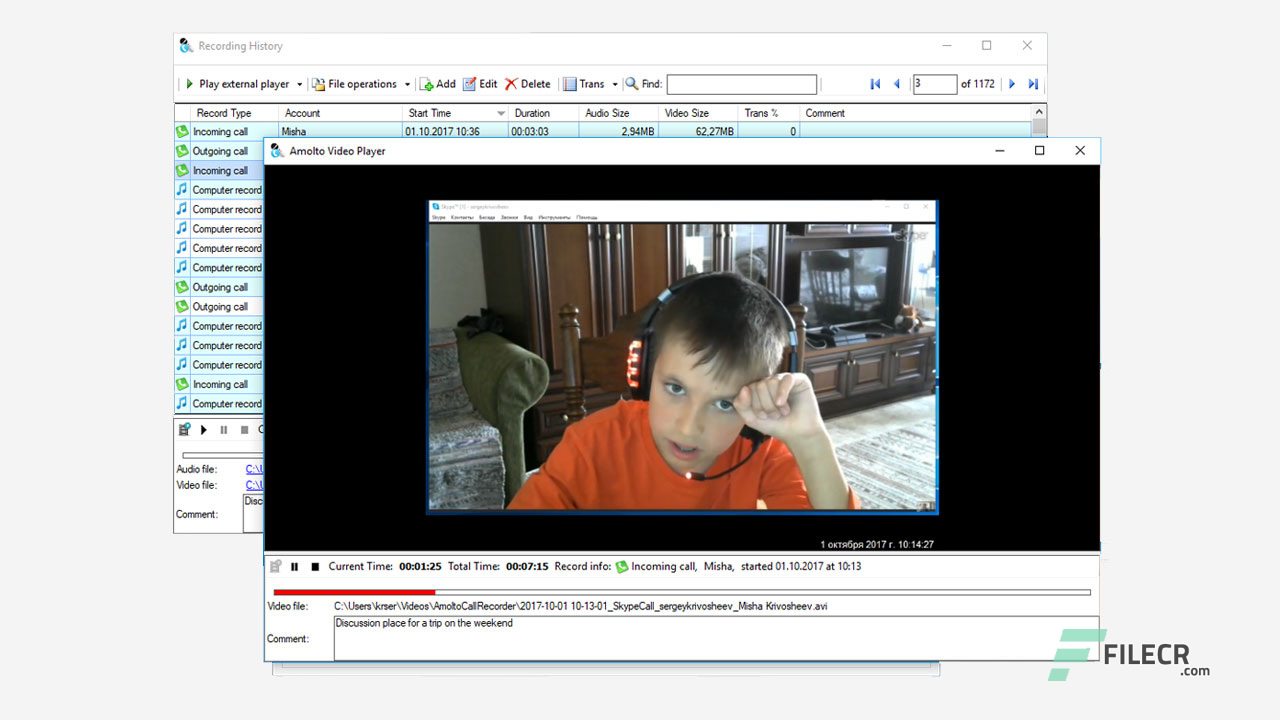 Recording History
Play external player File operations Add Edit Delete Trans Find: 3 of 1172
Record Type Account Start Time Duration Audio Size Video Size Trans % Comment
Incoming call Misha 01.10.2017 10:36 00:03:03 2.94MB 62.27MB 0
Outgoing call
Incoming call
Computer record
Computer record
Computer record
Computer record
Computer record
Outgoing call
Outgoing call
Computer record
Computer record
Computer record
Incoming call
Computer record
Audio file: C:\U
Video file: C:\U
Comment: Disc
Amolto Video Player
Skype™ [1] - sergeykrivosheev
Skype Контакты Беседа Звонки Вид Инструменты Помощь
skype
1 октября 2017 г. 10:14:27
Current Time: 00:01:25 Total Time: 00:07:15 Record info: Incoming call, Misha, started 01.10.2017 at 10:13
Video file: C:\Users\krser\Videos\AmoltoCallRecorder\2017-10-01 10-13-01_SkypeCall_sergeykrivosheev_Misha Krivosheev.avi
Discussion place for a trip on the weekend
Comment:
FILECR
.com